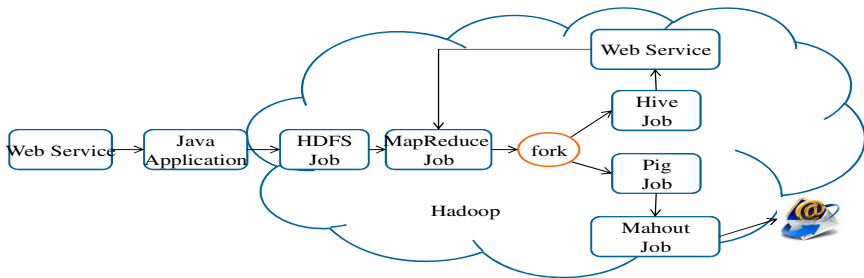 Web Service
Java
Application
HDFS
Job
MapReduce
Job
fork
Web Service
Hive
Job
Pig
Job
Mahout
Job
Hadoop
@